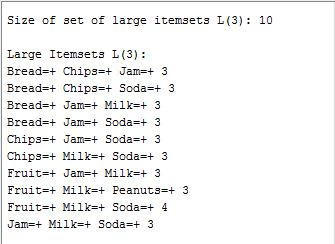 Size of set of large itemsets L(3): 10
Large Itemsets L(3):
Bread=+ Chips=+ Jam=+ 3
Bread=+ Chips=+ Soda=+ 3
Bread=+ Jam=+ Milk=+ 3
Bread=+ Jam=+ Soda=+ 3
Chips=+ Jam=+ Soda=+ 3
Chips=+ Milk=+ Soda=+ 3
Fruit=+ Jam=+ Milk=+ 3
Fruit=+ Milk=+ Peanuts=+ 3
Fruit=+ Milk=+ Soda=+ 4
Jam=+ Milk=+ Soda=+ 3